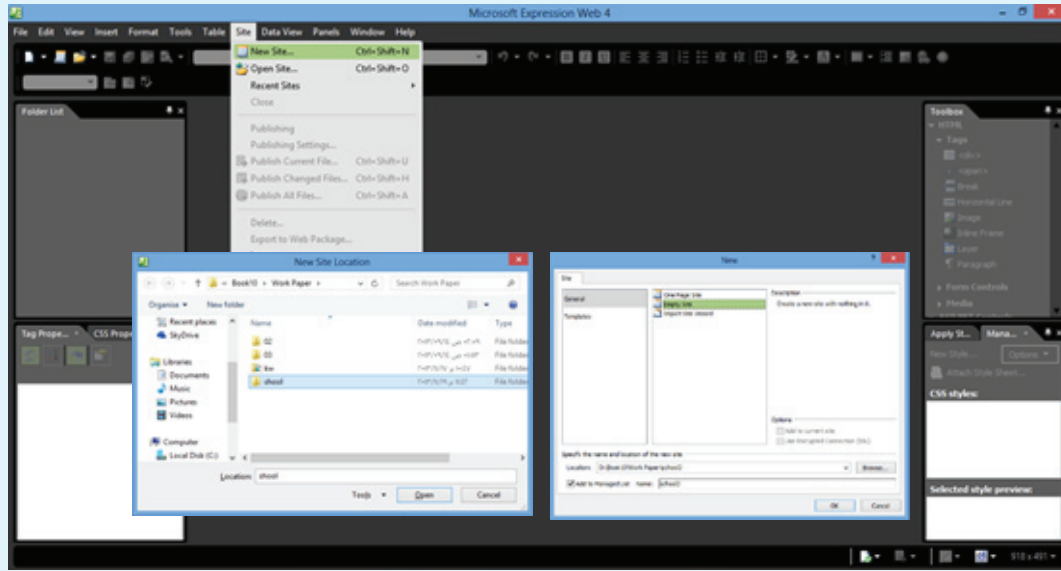 Microsoft Expression Web 4
File Edit View Insert Format Tools Table Site Data View Panels Window Help
New Site... Ctrl+Shift+N
Open Site... Ctrl+Shift+O
Recent Sites
Close
Publishing
Publishing Settings...
Publish Current File... Ctrl+Shift+U
Publish Changed Files... Ctrl+Shift+H
Publish All Files... Ctrl+Shift+A
Delete...
Export to Web Package...
Folder List
Toolbox
HTML
Tags
<div>
<span>
Break
Horizontal Line
Image
Inline Frame
Layer
Paragraph
Form Controls
Media
Tag Prope... CSS Prope
Apply St... Mana...
New Style... Options
Attach Style Sheet...
CSS styles:
Selected style preview:
918 x 491
New Site Location
Book10 Work Paper Search Work Paper
Organize New folder
Recent places
SkyDrive
Libraries
Documents
Music
Pictures
Videos
Computer
Local Disk (C:)
Name Date modified Type
02 File folder
03 File folder
File folder
shool File folder
Location: shool
Tools Open Cancel
New
Site
General
Templates
One Page Site
Empty Site
Import Site Wizard
Description
Create a new site with nothing in it.
Options
Add to current site
Use Encrypted Connection (SSL)
Specify the name and location of the new site
Location: Browse...
Add to Managed List Name:
OK Cancel